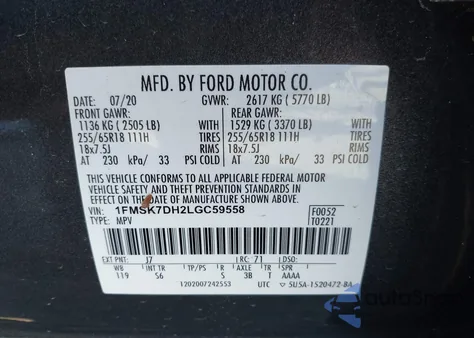 MFD. BY FORD MOTOR CO.
DATE: 07/20 GVWR: 2617 KG ( 5770 LB)
FRONT GAWR: REAR GAWR:
1136 KG ( 2505 LB) WITH 1529 KG ( 3370 LB) WITH
255/65R18 111H TIRES 255/65R18 111H TIRES
18x7.5J RIMS 18x7.5J RIMS
AT 230 kPa/ 33 PSI COLD AT 230 kPa/ 33 PSI COLD
THIS VEHICLE CONFORMS TO ALL APPLICABLE FEDERAL MOTOR
VEHICLE SAFETY AND THEFT PREVENTION STANDARDS IN
EFFECT ON THE DATE OF MANUFACTURE SHOWN ABOVE.
VIN: 1FMSK7DH2LGC59558 F0052
TYPE: MPV T0221
EXT PNT: J7 RC: 71 DSO:
WB INT TR TP/PS R AXLE TR SPR
119 S6 S 3B T AAAA
1202007242553 UTC 5USA-1520472-BA